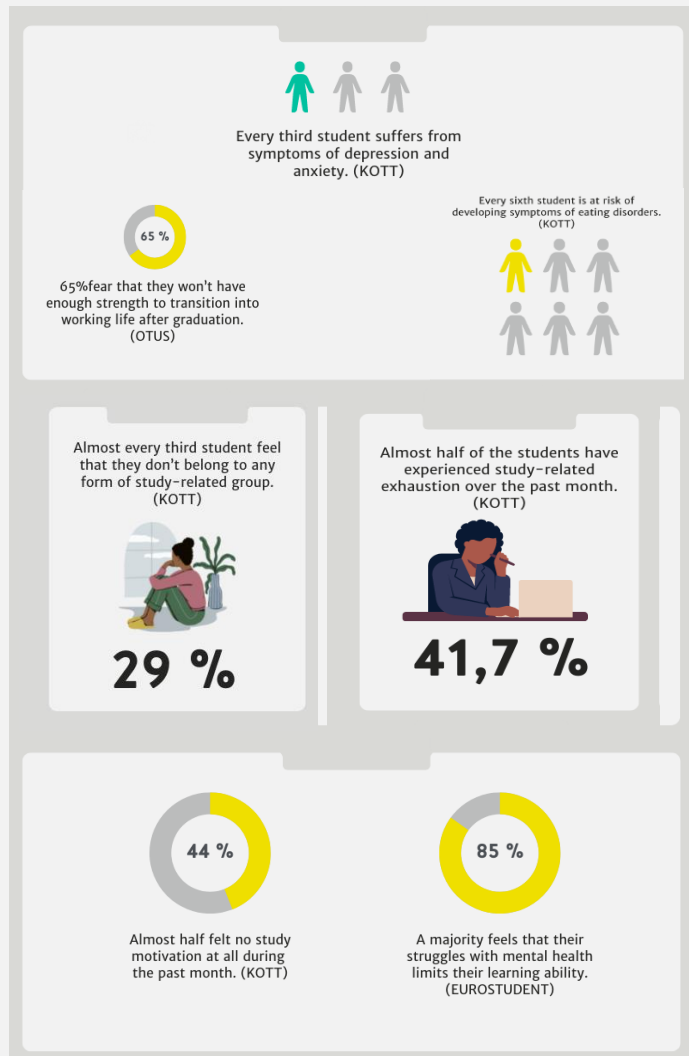 Every third student suffers from
symptoms of depression and
anxiety. (KOTT)
65 %
65%fear that they won't have
enough strength to transition into
working life after graduation.
(OTUS)
Every sixth student is at risk of
developing symptoms of eating disorders.
(KOTT)
Almost every third student feel
that they don't belong to any
form of study-related group.
(KOTT)
29 %
Almost half of the students have
experienced study-related
exhaustion over the past month.
(KOTT)
41,7 %
44 %
Almost half felt no study
motivation at all during
the past month. (KOTT)
85 %
A majority feels that their
struggles with mental health
limits their learning ability.
(EUROSTUDENT)